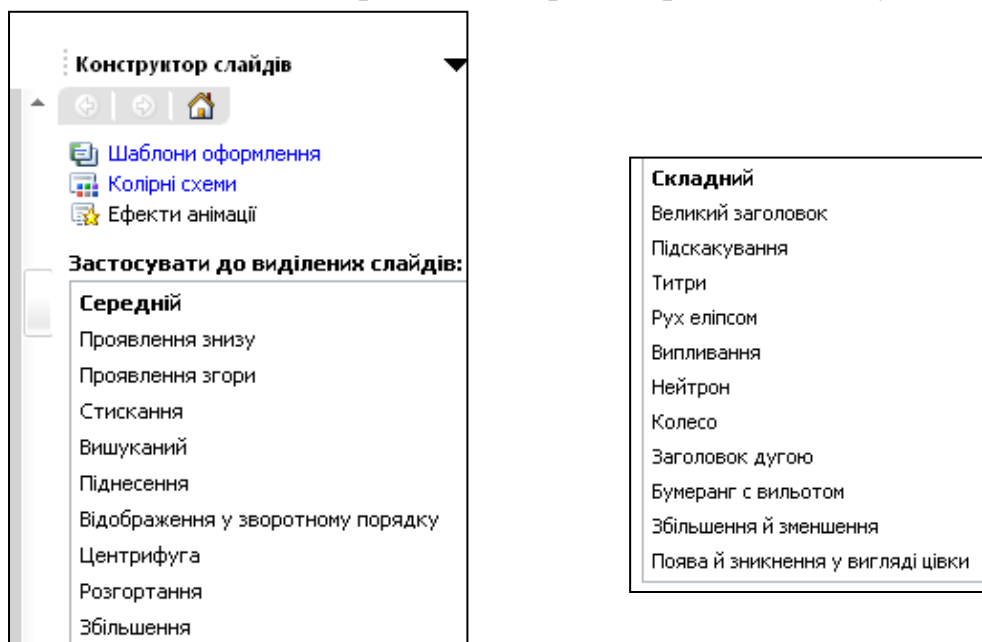 Конструктор слайдів
Шаблони оформлення
Колірні схеми
Ефекти анімації
Застосувати до виділених слайдів:
Середній
Проявлення знизу
Проявлення згори
Стискання
Вишуканий
Піднесення
Відображення у зворотному порядку
Центрифуга
Розгортання
Збільшення
Складний
Великий заголовок
Підскакування
Титри
Рух еліпсом
Випливання
Нейтрон
Колесо
Заголовок дугою
Бумеранг с вильотом
Збільшення й зменшення
Поява й зникнення у вигляді цівки